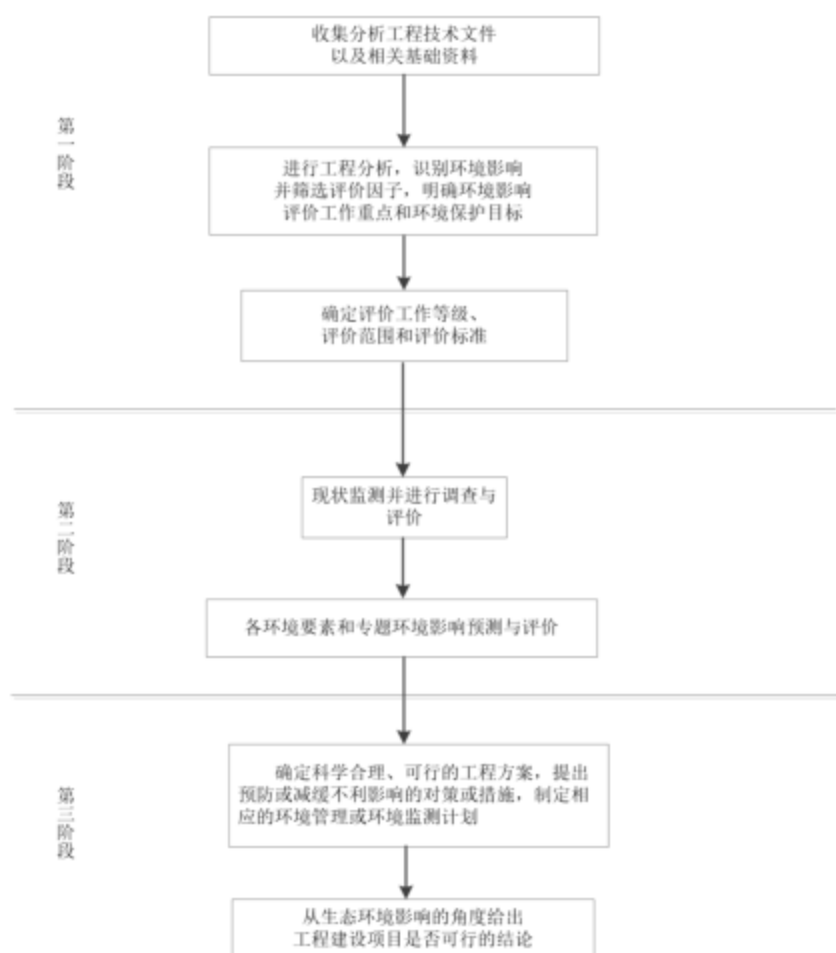 收集分析工程技术文件
以及相关基础资料
第一阶段
进行工程分析，识别环境影响
并筛选评价因子，明确环境影响
评价工作重点和环境保护目标
确定评价工作等级、
评价范围和评价标准
第二阶段
现状监测并进行调查与
评价
各环境要素和专题环境影响预测与评价
第三阶段
确定科学合理、可行的工程方案，提出
预防或减缓不利影响的对策或措施，制定相
应的环境管理或环境监测计划
从生态环境影响的角度给出
工程建设项目是否可行的结论